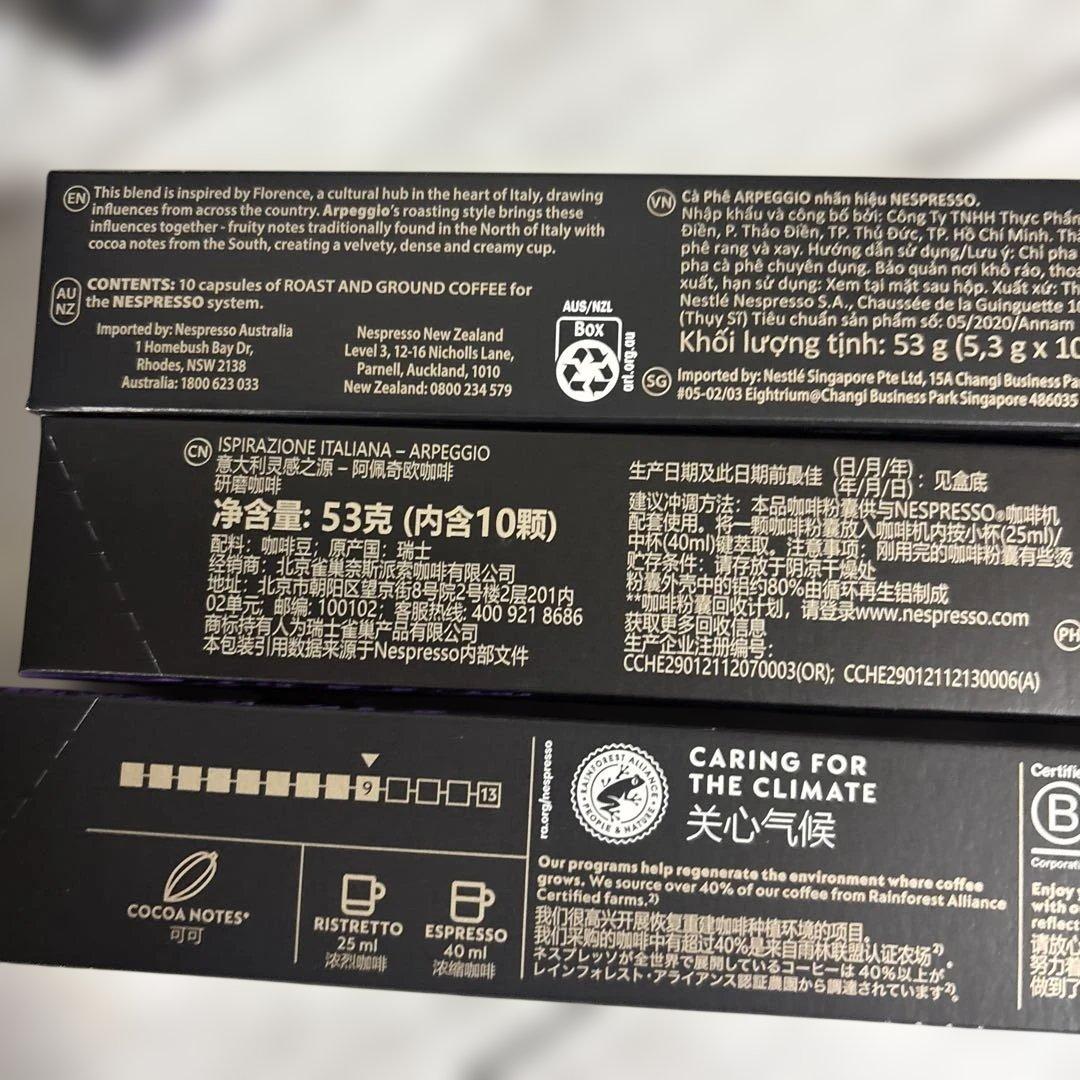 EN
This blend is inspired by Florence, a cultural hub in the heart of Italy, drawing
influences from across the country. Arpeggio's roasting style brings these
influences together - fruity notes traditionally found in the North of Italy with
cocoa notes from the South, creating a velvety, dense and creamy cup.
AU
NZ
CONTENTS: 10 capsules of ROAST AND GROUND COFFEE for
the NESPRESSO system.
Imported by: Nespresso Australia
1 Homebush Bay Dr,
Rhodes, NSW 2138
Australia: 1800 623 033
Nespresso New Zealand
Level 3, 12-16 Nicholls Lane,
Parnell, Auckland, 1010
New Zealand: 0800 234 579
AUS/NZL
Box
arl.org.au
VN
Cà Phê ARPEGGIO nhãn hiệu NESPRESSO.
Nhập khẩu và công bố bởi: Công Ty TNHH Thực Phẩm
Điền, P. Thảo Điền, TP. Thủ Đức, TP. Hồ Chí Minh.
phê rang và xay. Hướng dẫn sử dụng/Lưu ý: Chỉ pha
pha cà phê chuyên dụng. Bảo quản nơi khô ráo,
xuất, hạn sử dụng: Xem tại mặt sau hộp. Xuất xứ:
Nestlé Nespresso S.A., Chaussée de la Guinguette
(Thụy Sĩ) Tiêu chuẩn sản phẩm số: 05/2020/Annam
Khối lượng tịnh: 53 g (5,3 g x 10
SG
Imported by: Nestlé Singapore Pte Ltd, 15A Changi Business
#05-02/03 Eightrium@Changi Business Park Singapore 486035
CN
ISPIRAZIONE ITALIANA – ARPEGGIO
意大利灵感之源 – 阿佩奇欧咖啡
研磨咖啡
净含量: 53克 (内含10颗)
配料：咖啡豆；原产国：瑞士
经销商：北京雀巢奈斯派索咖啡有限公司
地址：北京市朝阳区望京街8号院2号楼2层201内
02单元；邮编: 100102；客服热线: 400 921 8686
商标持有人为瑞士雀巢产品有限公司
本包装引用数据来源于Nespresso内部文件
生产日期及此日期前最佳 (日/月/年)
(年/月/日)：见盒底
建议冲调方法：本品咖啡粉囊供与NESPRESSO®咖啡机
配套使用。将一颗咖啡粉囊放入咖啡机内按小杯(25ml)/
中杯(40ml)键萃取。注意事项：刚用完的咖啡粉囊有些烫
贮存条件：请存放于阴凉干燥处
粉囊外壳中的铝约80%由循环再生铝制成
**咖啡粉囊回收计划，请登录www.nespresso.com
获取更多回收信息
生产企业注册编号：
CCHE29012112070003(OR); CCHE29012112130006(A)
PH
9
13
COCOA NOTES*
可可
RISTRETTO
25 ml
浓烈咖啡
ESPRESSO
40 ml
浓缩咖啡
ra.org/nespresso
RAINFOREST ALLIANCE
PEOPLE & NATURE
CARING FOR
THE CLIMATE
关心气候
Our programs help regenerate the environment where coffee
grows. We source over 40% of our coffee from Rainforest Alliance
Certified farms.²⁾
我们很高兴开展恢复重建咖啡种植环境的项目。
我们采购的咖啡中有超过40%是来自雨林联盟认证农场²⁾。
ネスプレッソが全世界で展開しているコーヒーは 40%以上が
レインフォレスト・アライアンス認証農園から調達されています²⁾。
B
Enjoy
with
reflect
请放心
努力
做到了